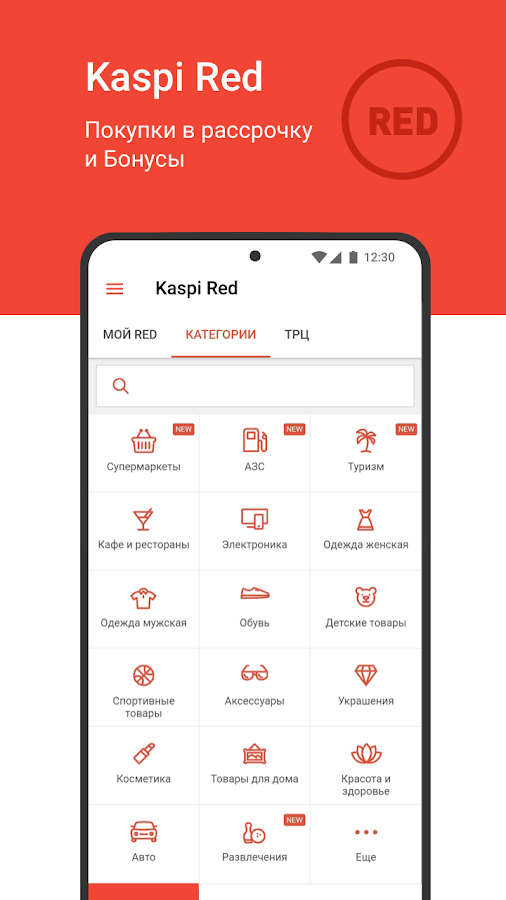 Kaspi Red
RED
Покупки в рассрочку
и Бонусы
12:30
Kaspi Red
МОЙ RED КАТЕГОРИИ ТРЦ
NEW NEW NEW
Супермаркеты АЗС Туризм
Кафе и рестораны Электроника Одежда женская
Одежда мужская Обувь Детские товары
Спортивные
товары
Аксессуары Украшения
Косметика Товары для дома Красота и
здоровье
NEW
Авто Развлечения Еще